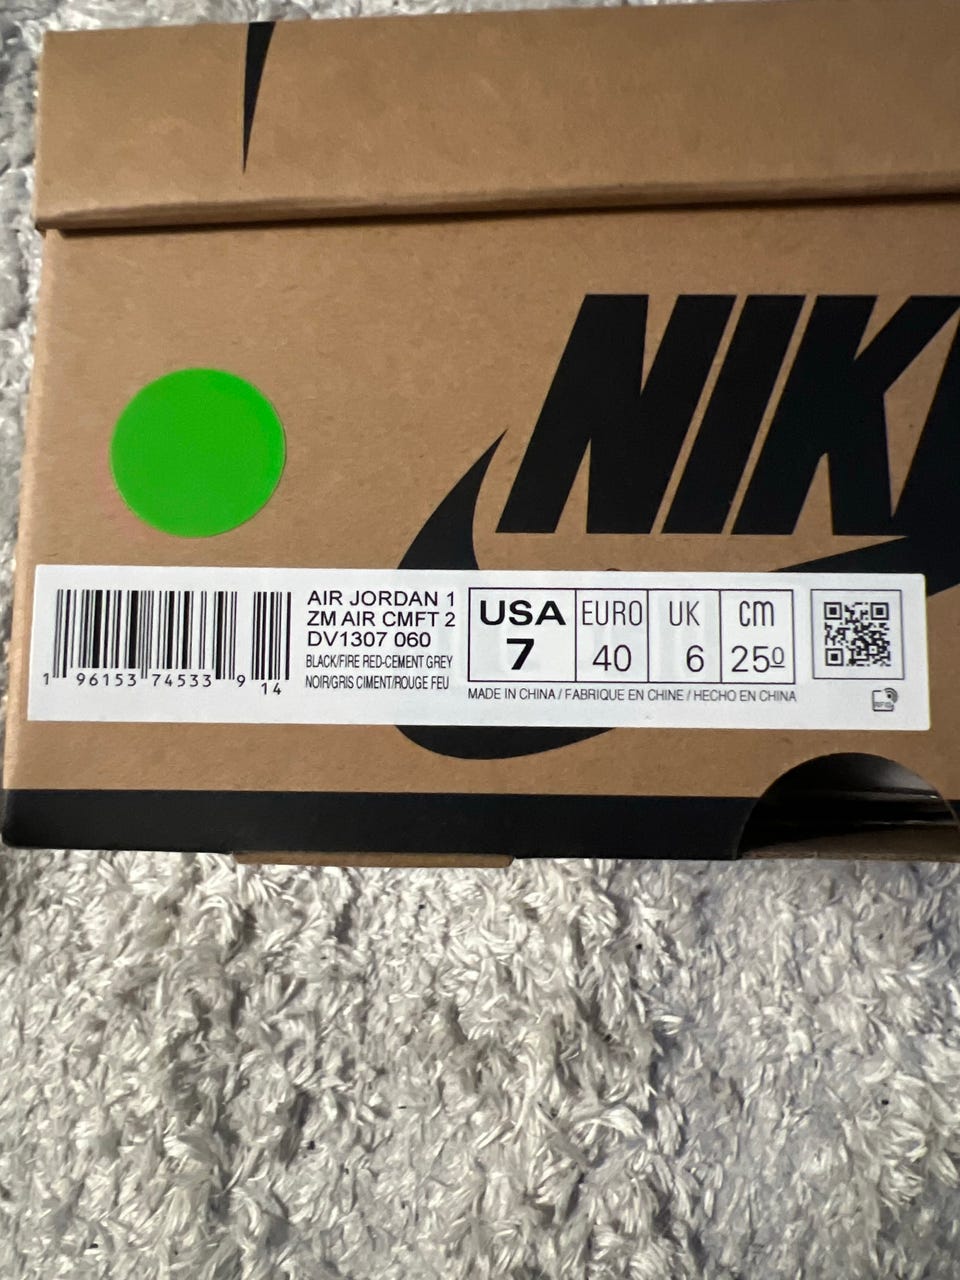 NIK
AIR JORDAN 1
ZM AIR CMFT 2
DV1307 060
BLACK/FIRE RED-CEMENT GREY
NOIR/GRIS CIMENT/ROUGE FEU
1 96153 74533 9 14
USA EURO UK CM
7 40 6 25⁰
MADE IN CHINA / FABRIQUE EN CHINE / HECHO EN CHINA
RFID